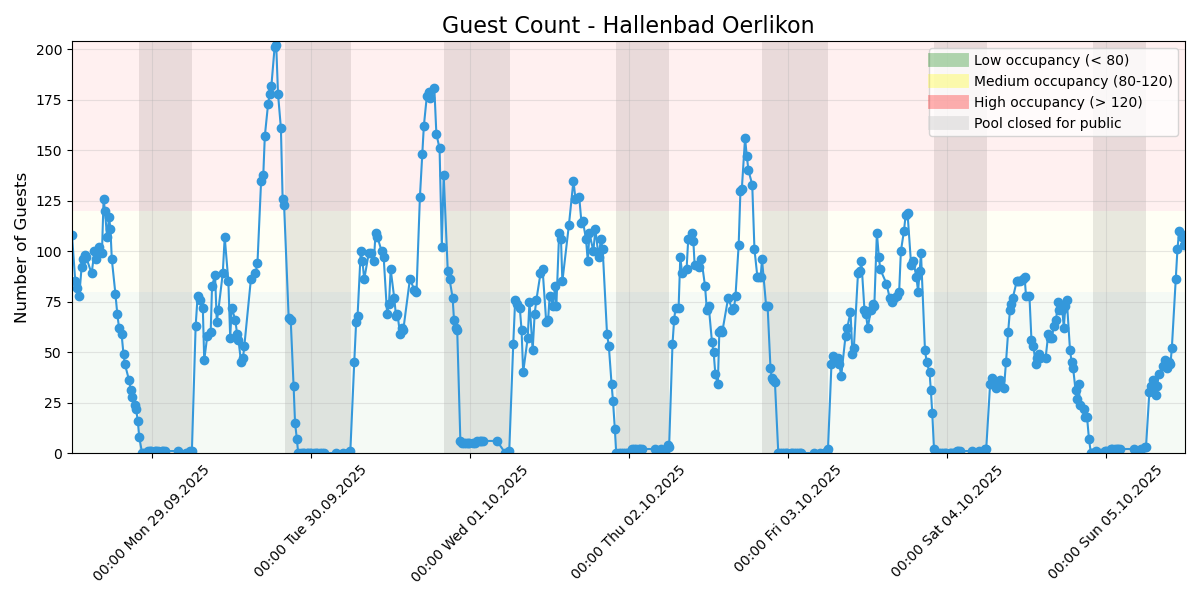 Guest Count - Hallenbad Oerlikon
Number of Guests
200
175
150
125
100
75
50
25
0
Low occupancy (< 80)
Medium occupancy (80-120)
High occupancy (> 120)
Pool closed for public
00:00 Mon 29.09.2025
00:00 Tue 30.09.2025
00:00 Wed 01.10.2025
00:00 Thu 02.10.2025
00:00 Fri 03.10.2025
00:00 Sat 04.10.2025
00:00 Sun 05.10.2025